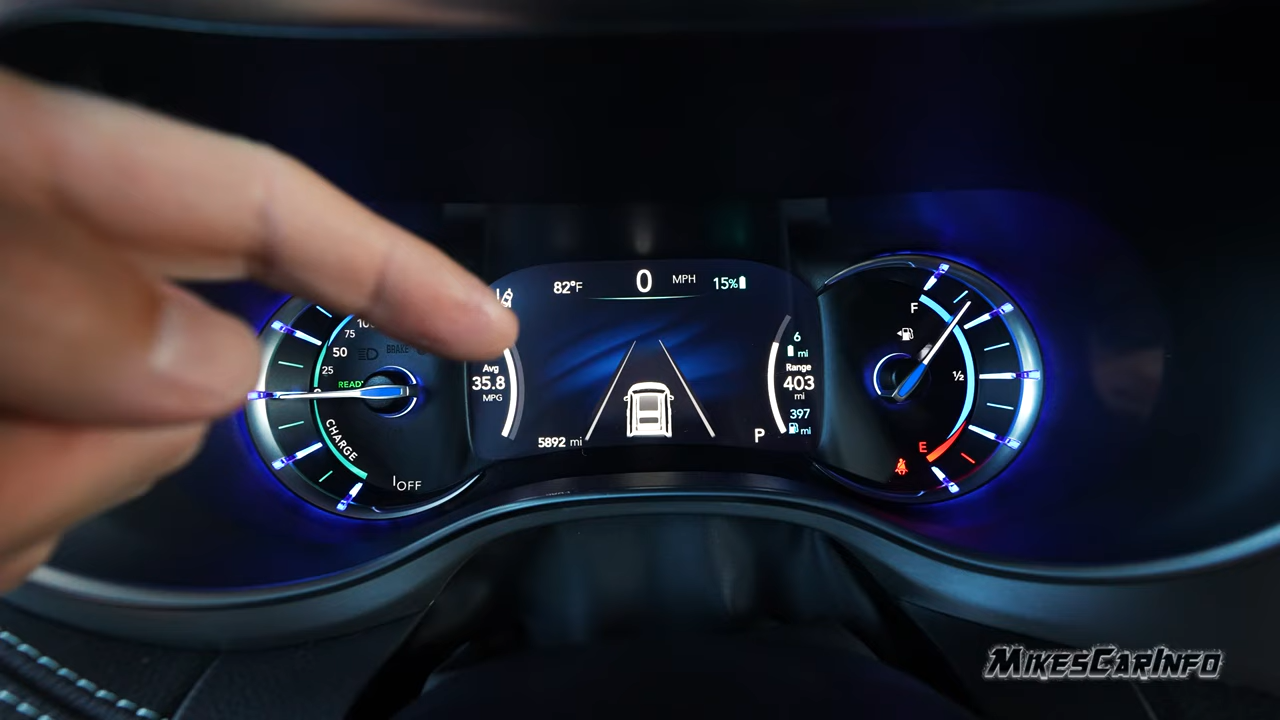 82°F
0 MPH
15%
100
75
50
25
0
BRAKE
READY
CHARGE
OFF
Avg
35.8
MPG
5892 mi
P
6
mi
Range
403
mi
397
mi
F
½
E
MIKESCARINFO